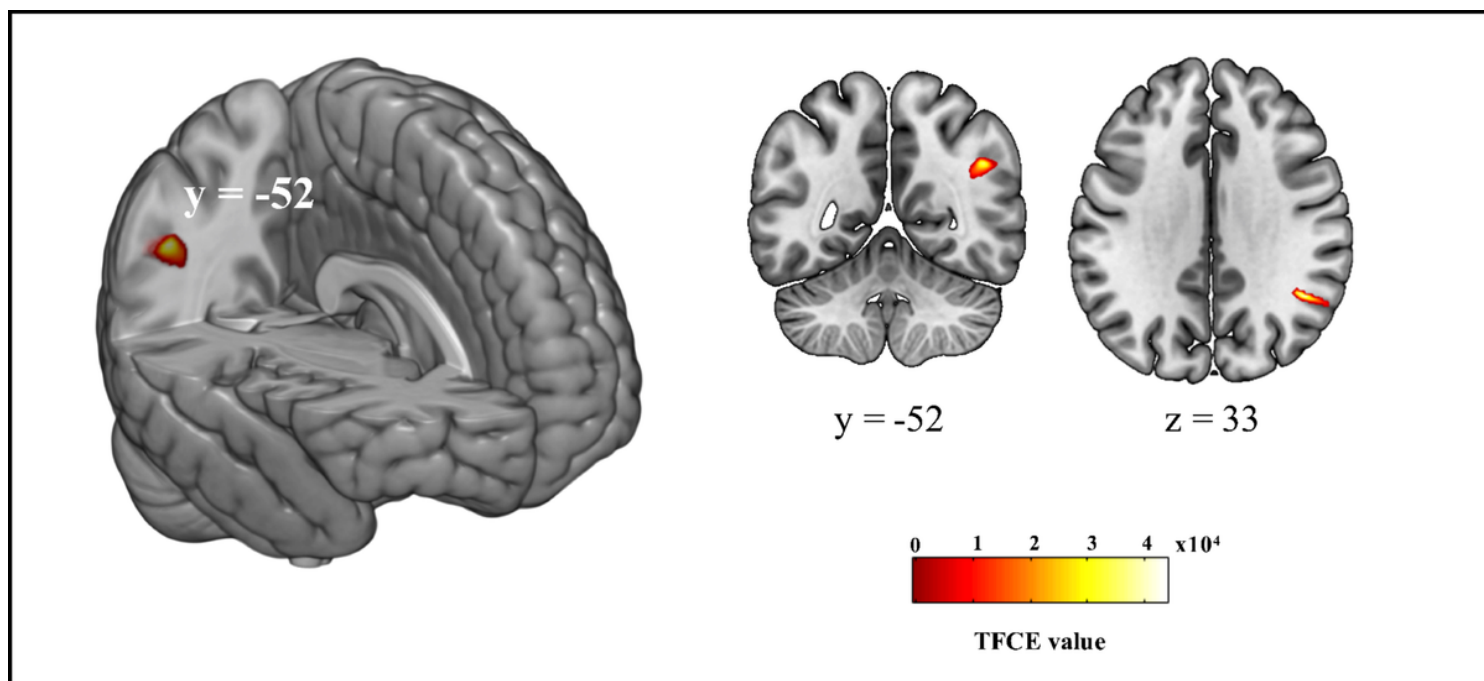 y = -52
y = -52
z = 33
0 1 2 3 4 x10⁴
TFCE value